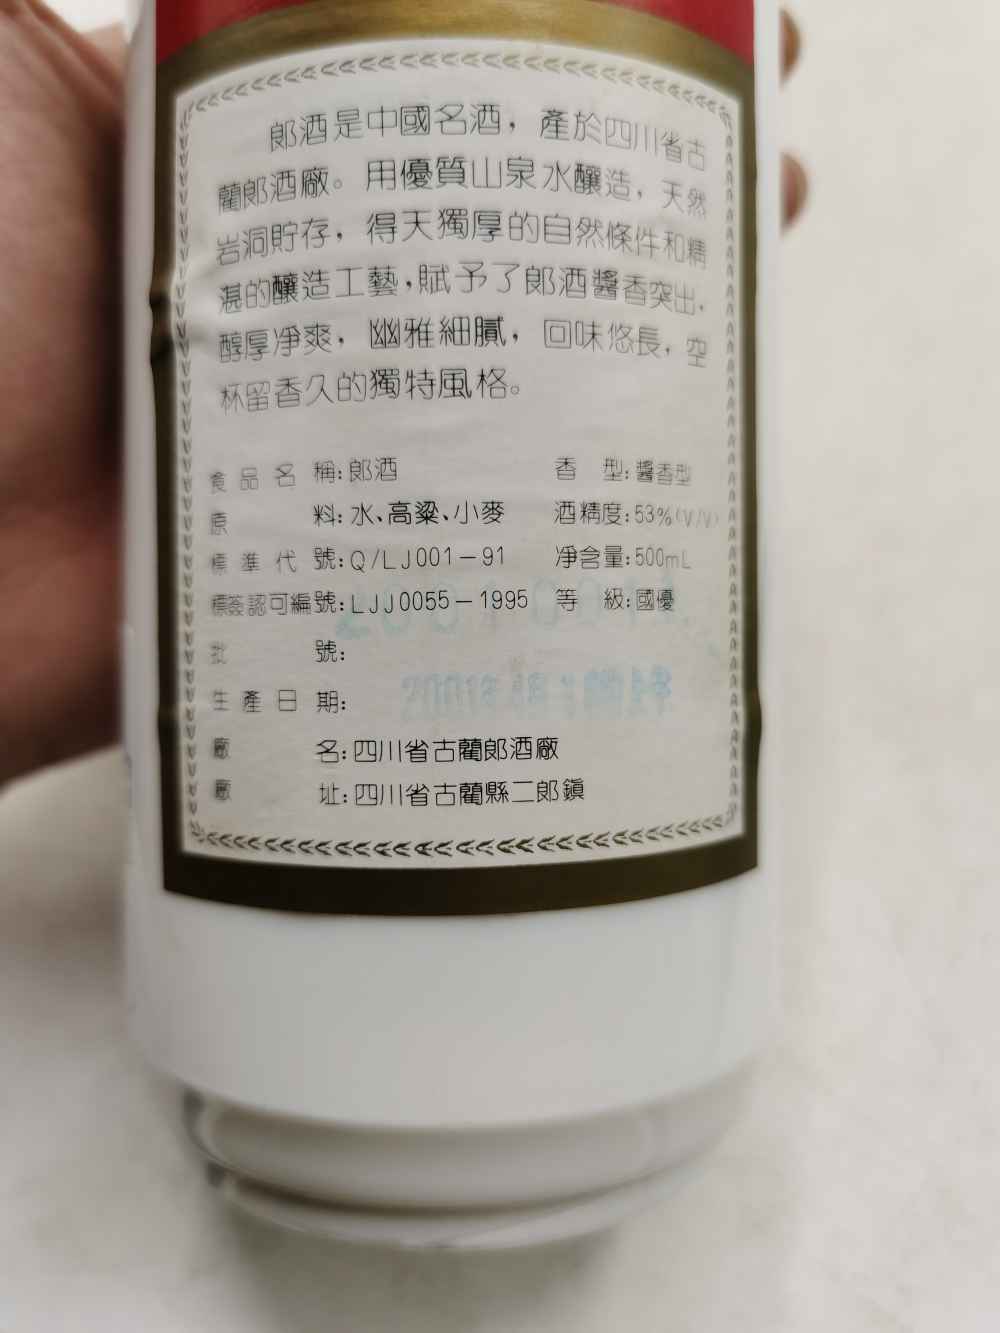 郎酒是中國名酒，產於四川省古
藺郎酒廠。用優質山泉水釀造，天然
岩洞貯存，得天獨厚的自然條件和精
湛的釀造工藝，賦予了郎酒醬香突出，
醇厚凈爽，幽雅細膩，回味悠長，空
杯留香久的獨特風格。
食品名稱：郎酒 香型：醬香型
原料：水、高粱、小麥 酒精度：53%(V/V)
標準代號：Q/LJ001－91 凈含量：500mL
標簽認可編號：LJJ0055－1995 等級：國優
批號：
生產日期：
廠名：四川省古藺郎酒廠
廠址：四川省古藺縣二郎鎮